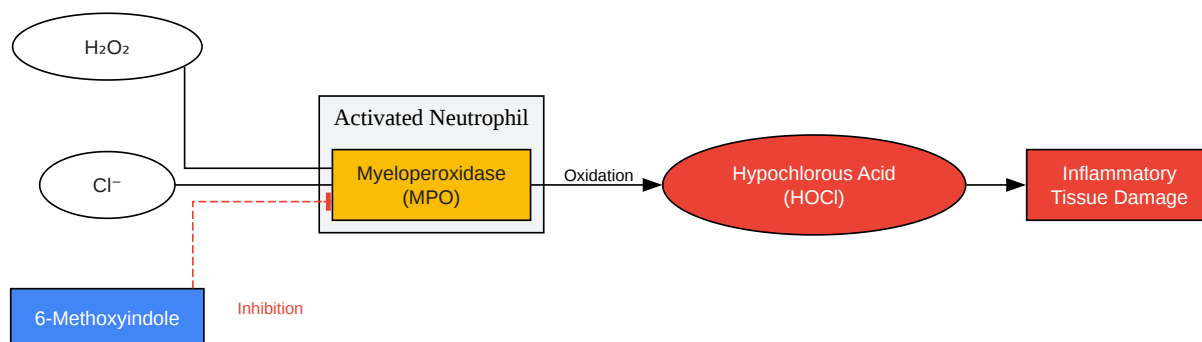 H₂O₂
Activated Neutrophil
Cl⁻
Myeloperoxidase
(MPO)
Oxidation
Hypochlorous Acid
(HOCl)
Inflammatory
Tissue Damage
6-Methoxyindole
Inhibition